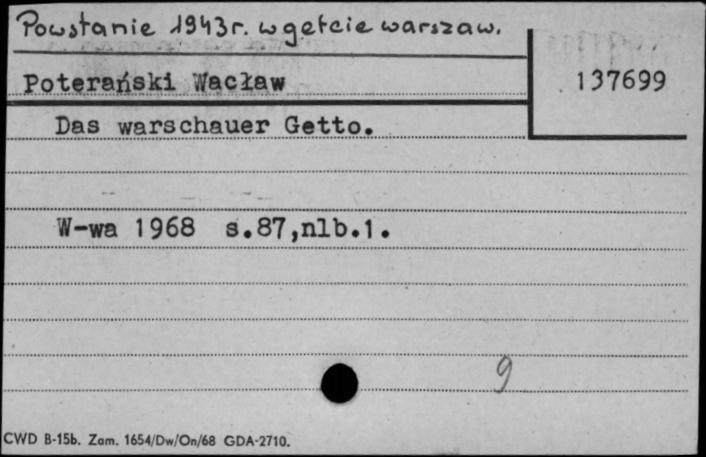 Powstanie 1943r. w getcie warszaw.
Poterański Wacław
137699
Das warschauer Getto.
W-wa 1968 s.87,nlb.1.
9
CWD B-15b. Zam. 1654/Dw/On/68 GDA-2710.